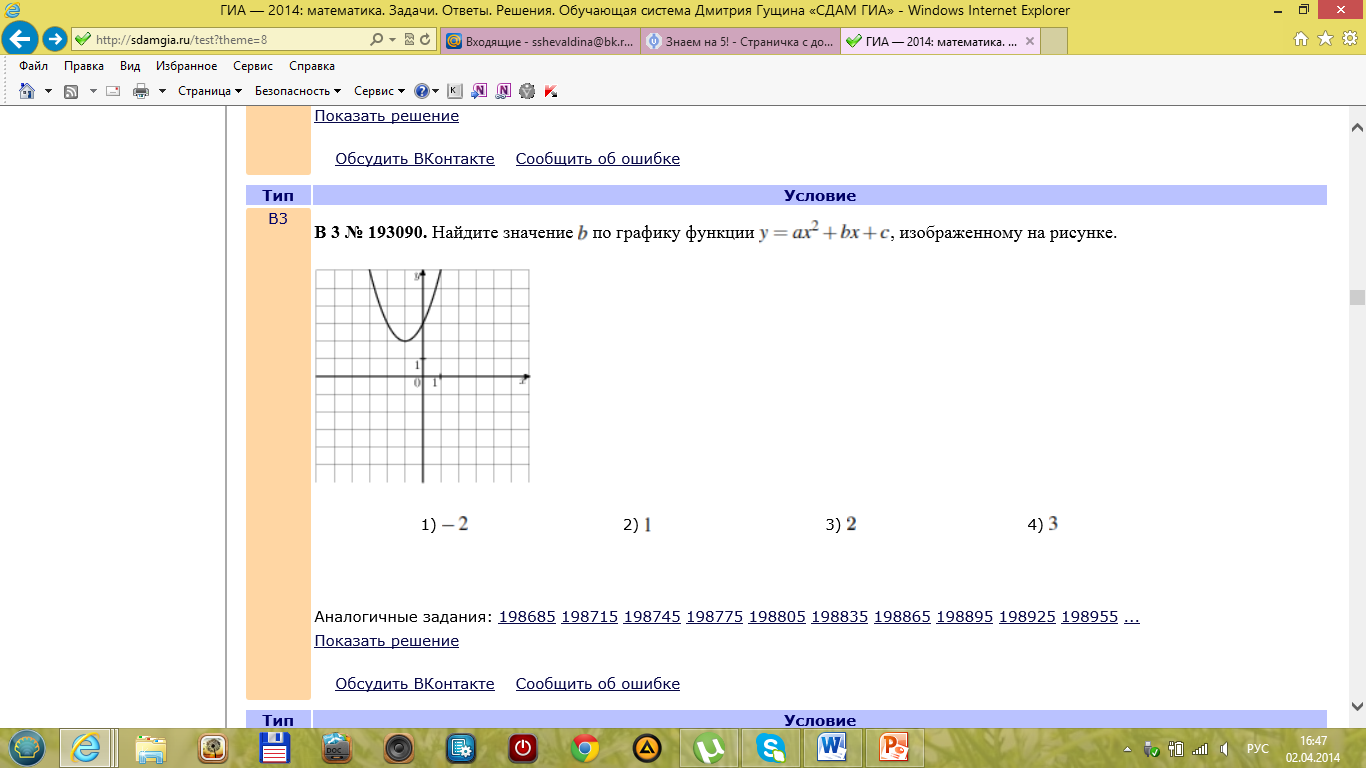 ГИА — 2014: математика. Задачи. Ответы. Решения. Обучающая система Дмитрия Гущина «СДАМ ГИА» - Windows Internet Explorer
http://sdamgia.ru/test?theme=8
Входящие - sshevaldina@bk.r...
Знаем на 5! - Страничка с до...
ГИА — 2014: математика. ...
Файл Правка Вид Избранное Сервис Справка
Страница Безопасность Сервис
Показать решение
Обсудить ВКонтакте Сообщить об ошибке
Тип Условие
B3
В 3 № 193090. Найдите значение b по графику функции y = ax² + bx + c, изображенному на рисунке.
y
1
0 1 x
1) − 2 2) 1 3) 2 4) 3
Аналогичные задания: 198685 198715 198745 198775 198805 198835 198865 198895 198925 198955 ...
Показать решение
Обсудить ВКонтакте Сообщить об ошибке
Тип Условие
DOC
РУС
16:47
02.04.2014